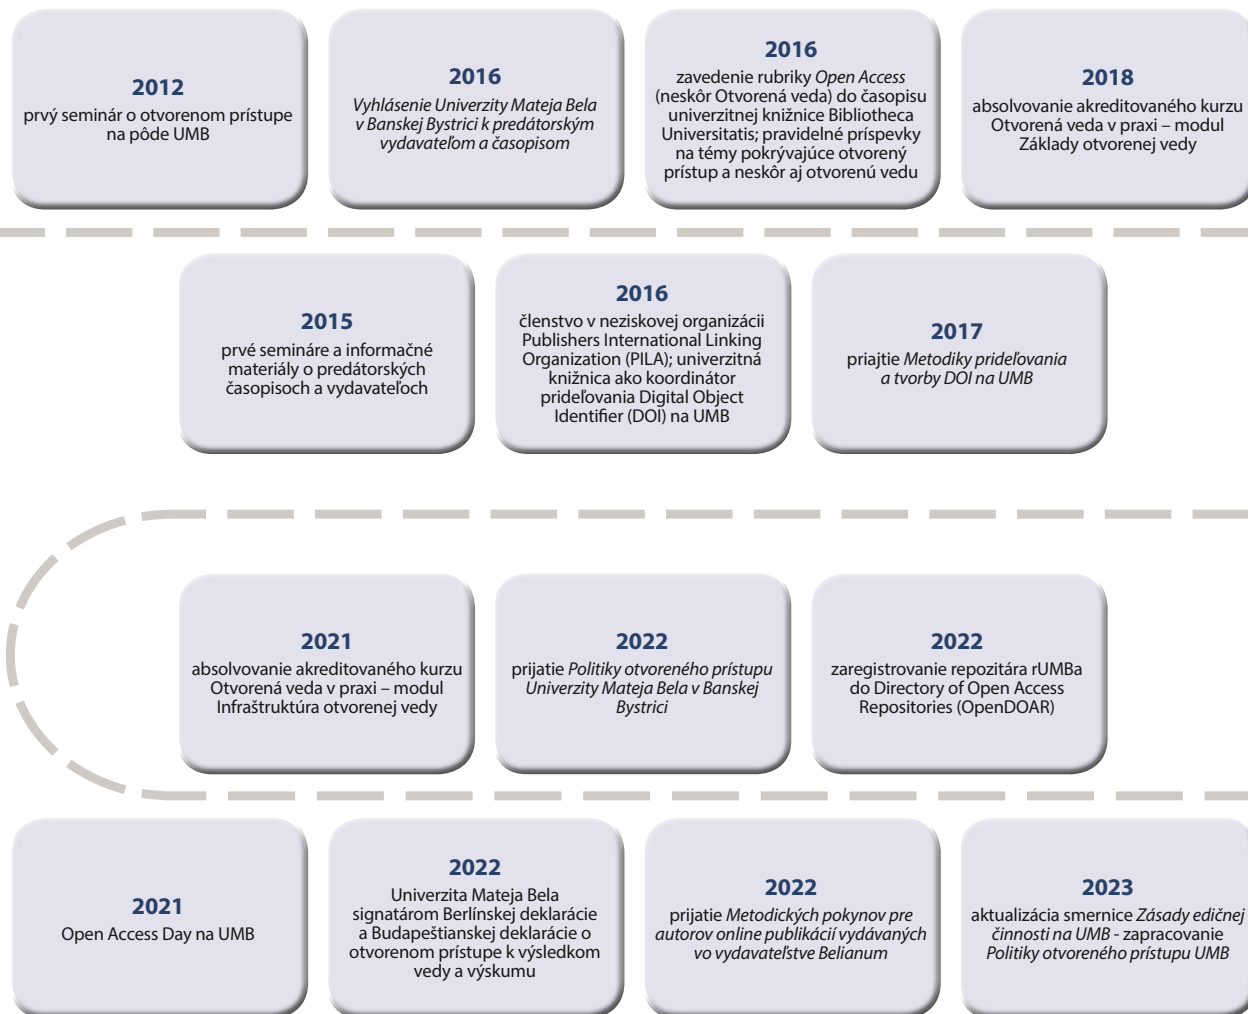 2012
prvý seminár o otvorenom prístupe
na pôde UMB
2016
Vyhlásenie Univerzity Mateja Bela
v Banskej Bystrici k predátorským
vydavateľom a časopisom
2016
zavedenie rubriky Open Access
(neskôr Otvorená veda) do časopisu
univerzitnej knižnice Bibliotheca
Universitatis; pravidelné príspevky
na témy pokrývajúce otvorený
prístup a neskôr aj otvorenú vedu
2018
absolvovanie akreditovaného kurzu
Otvorená veda v praxi – modul
Základy otvorenej vedy
2015
prvé semináre a informačné
materiály o predátorských
časopisoch a vydavateľoch
2016
členstvo v neziskovej organizácii
Publishers International Linking
Organization (PILA); univerzitná
knižnica ako koordinátor
prideľovania Digital Object
Identifier (DOI) na UMB
2017
priajtie Metodiky prideľovania
a tvorby DOI na UMB
2021
absolvovanie akreditovaného kurzu
Otvorená veda v praxi – modul
Infraštruktúra otvorenej vedy
2022
prijatie Politiky otvoreného prístupu
Univerzity Mateja Bela v Banskej
Bystrici
2022
zaregistrovanie repozitára rUMBa
do Directory of Open Access
Repositories (OpenDOAR)
2021
Open Access Day na UMB
2022
Univerzita Mateja Bela
signatárom Berlínskej deklarácie
a Budapeštianskej deklarácie o
otvorenom prístupe k výsledkom
vedy a výskumu
2022
prijatie Metodických pokynov pre
autorov online publikácií vydávaných
vo vydavateľstve Belianum
2023
aktualizácia smernice Zásady edičnej
činnosti na UMB - zapracovanie
Politiky otvoreného prístupu UMB